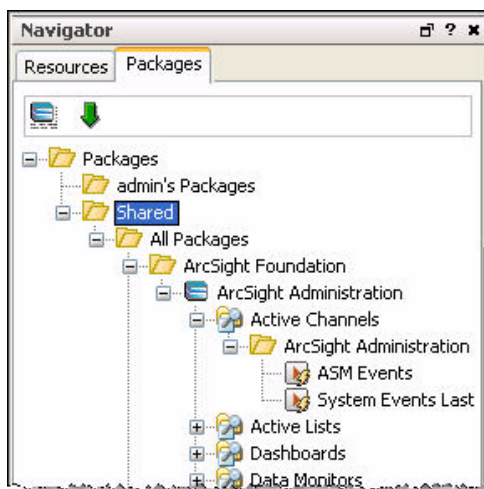 Navigator
Resources Packages
Packages
admin's Packages
Shared
All Packages
ArcSight Foundation
ArcSight Administration
Active Channels
ArcSight Administration
ASM Events
System Events Last
Active Lists
Dashboards
Data Monitors